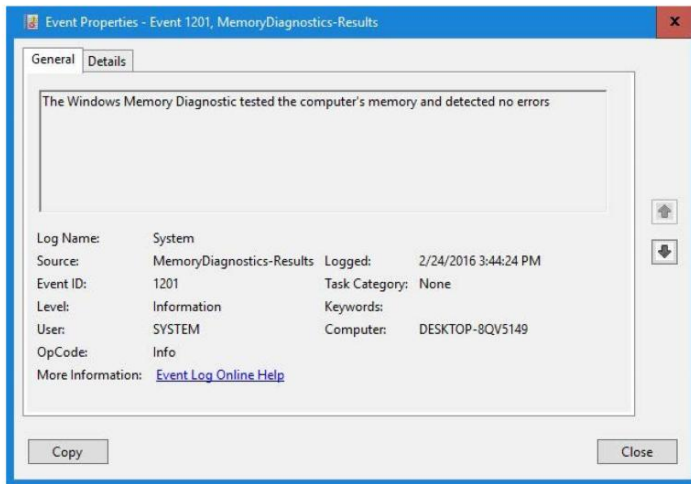 Event Properties - Event 1201, MemoryDiagnostics-Results
x
General Details
The Windows Memory Diagnostic tested the computer's memory and detected no errors
Log Name: System
Source: MemoryDiagnostics-Results Logged: 2/24/2016 3:44:24 PM
Event ID: 1201 Task Category: None
Level: Information Keywords:
User: SYSTEM Computer: DESKTOP-8QV5149
OpCode: Info
More Information: Event Log Online Help
Copy Close